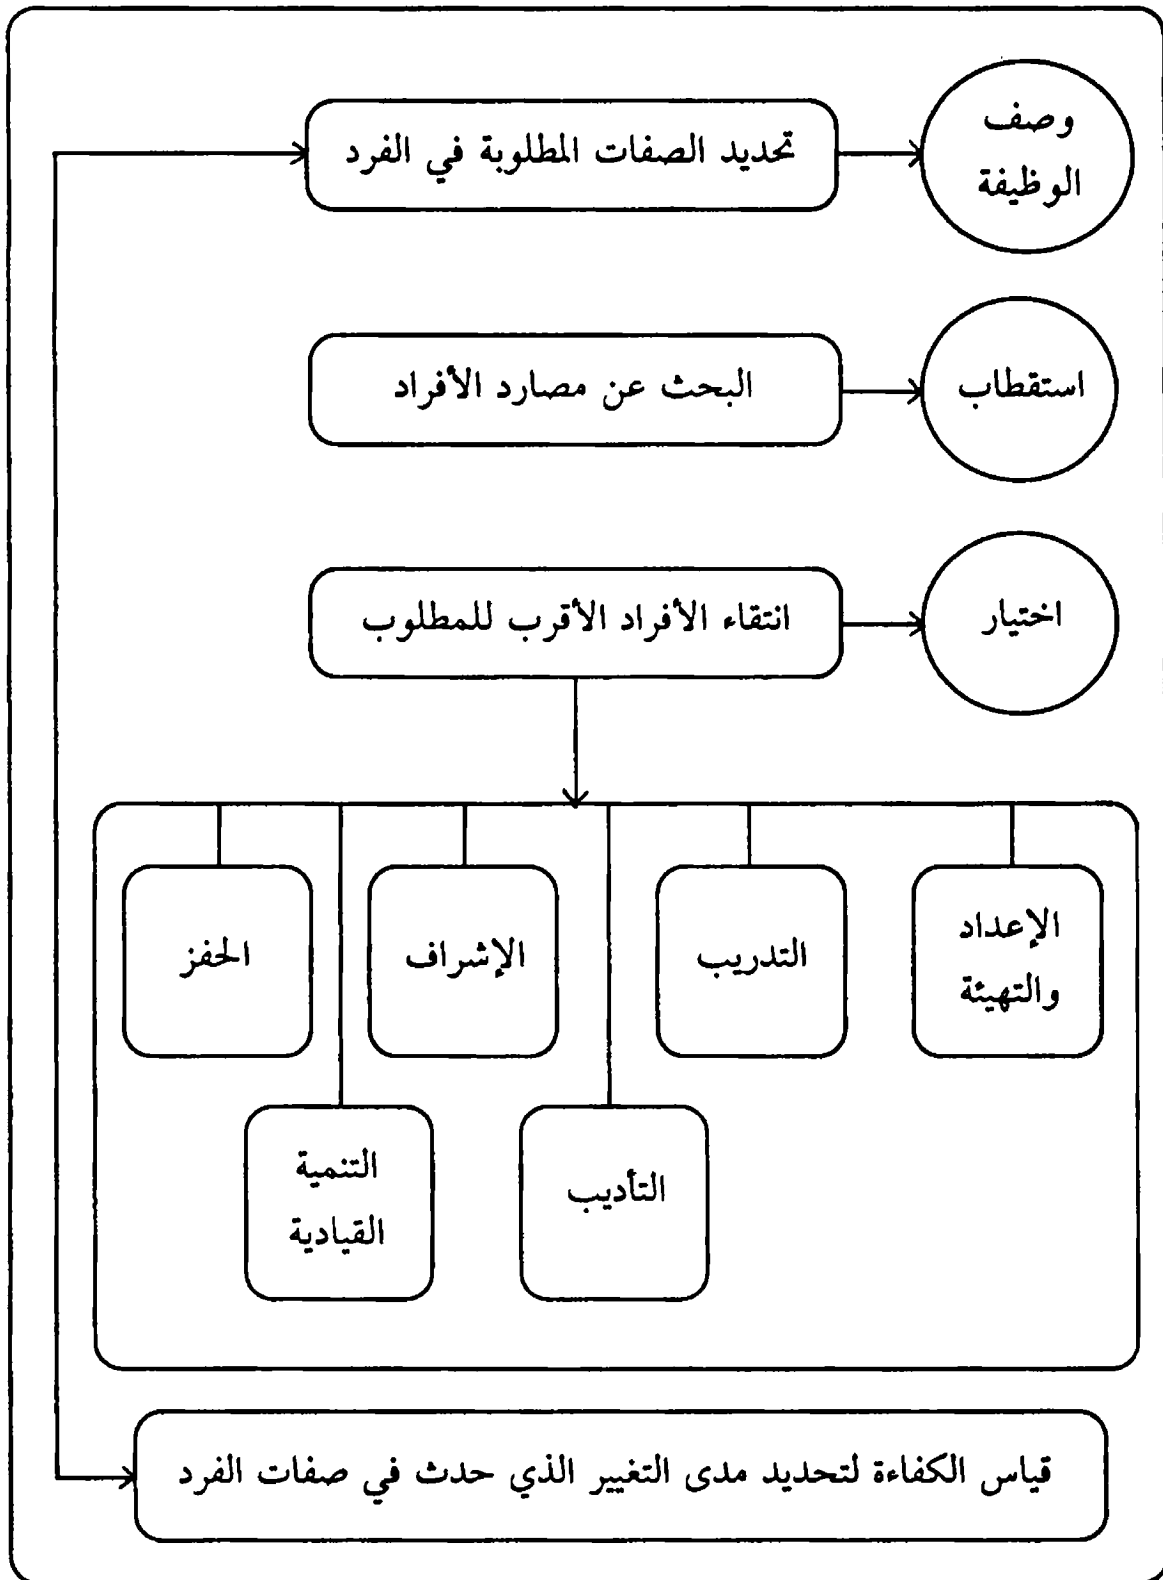 وصف
الوظيفة
تحديد الصفات المطلوبة في الفرد
استقطاب
البحث عن مصارد الأفراد
اختيار
انتقاء الأفراد الأقرب للمطلوب
الإعداد
والتهيئة
التدريب
الإشراف
الحفز
التأديب
التنمية
القيادية
قياس الكفاءة لتحديد مدى التغيير الذي حدث في صفات الفرد